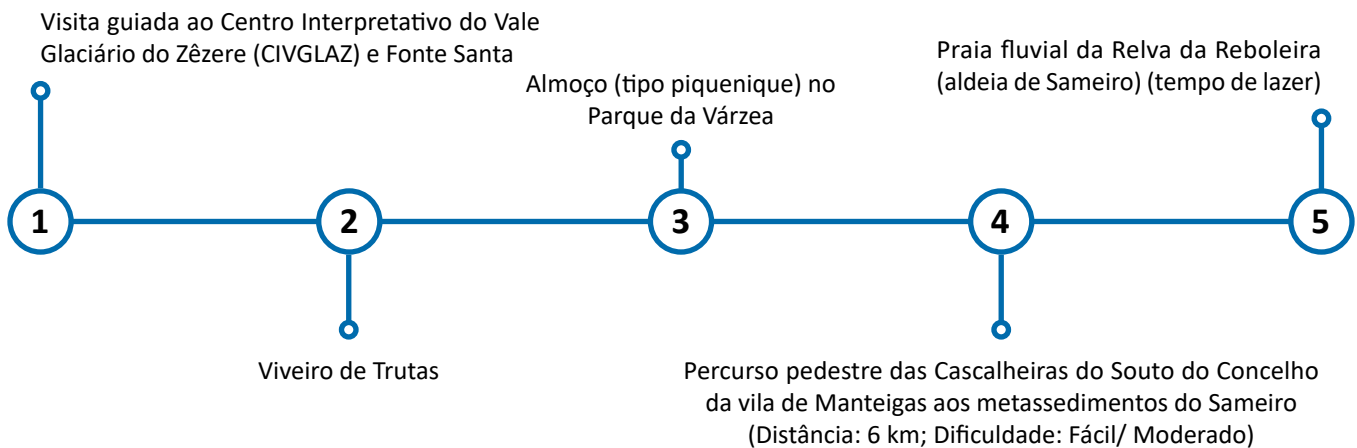 Visita guiada ao Centro Interpretativo do Vale
Glaciário do Zêzere (CIVGLAZ) e Fonte Santa
Almoço (tipo piquenique) no
Parque da Várzea
Praia fluvial da Relva da Reboleira
(aldeia de Sameiro) (tempo de lazer)
1
2
3
4
5
Viveiro de Trutas
Percurso pedestre das Cascalheiras do Souto do Concelho
da vila de Manteigas aos metassedimentos do Sameiro
(Distância: 6 km; Dificuldade: Fácil/ Moderado)